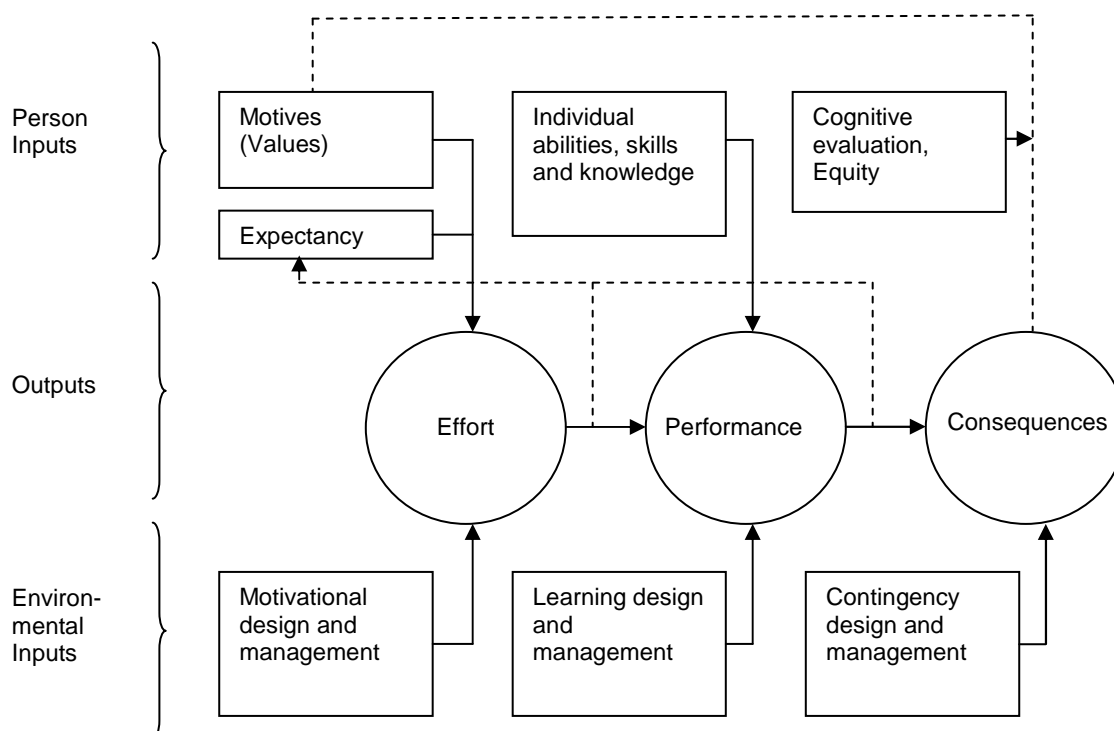 Person
Inputs
Motives
(Values)
Individual
abilities, skills
and knowledge
Cognitive
evaluation,
Equity
Expectancy
Outputs
Effort
Performance
Consequences
Environ-
mental
Inputs
Motivational
design and
management
Learning design
and
management
Contingency
design and
management